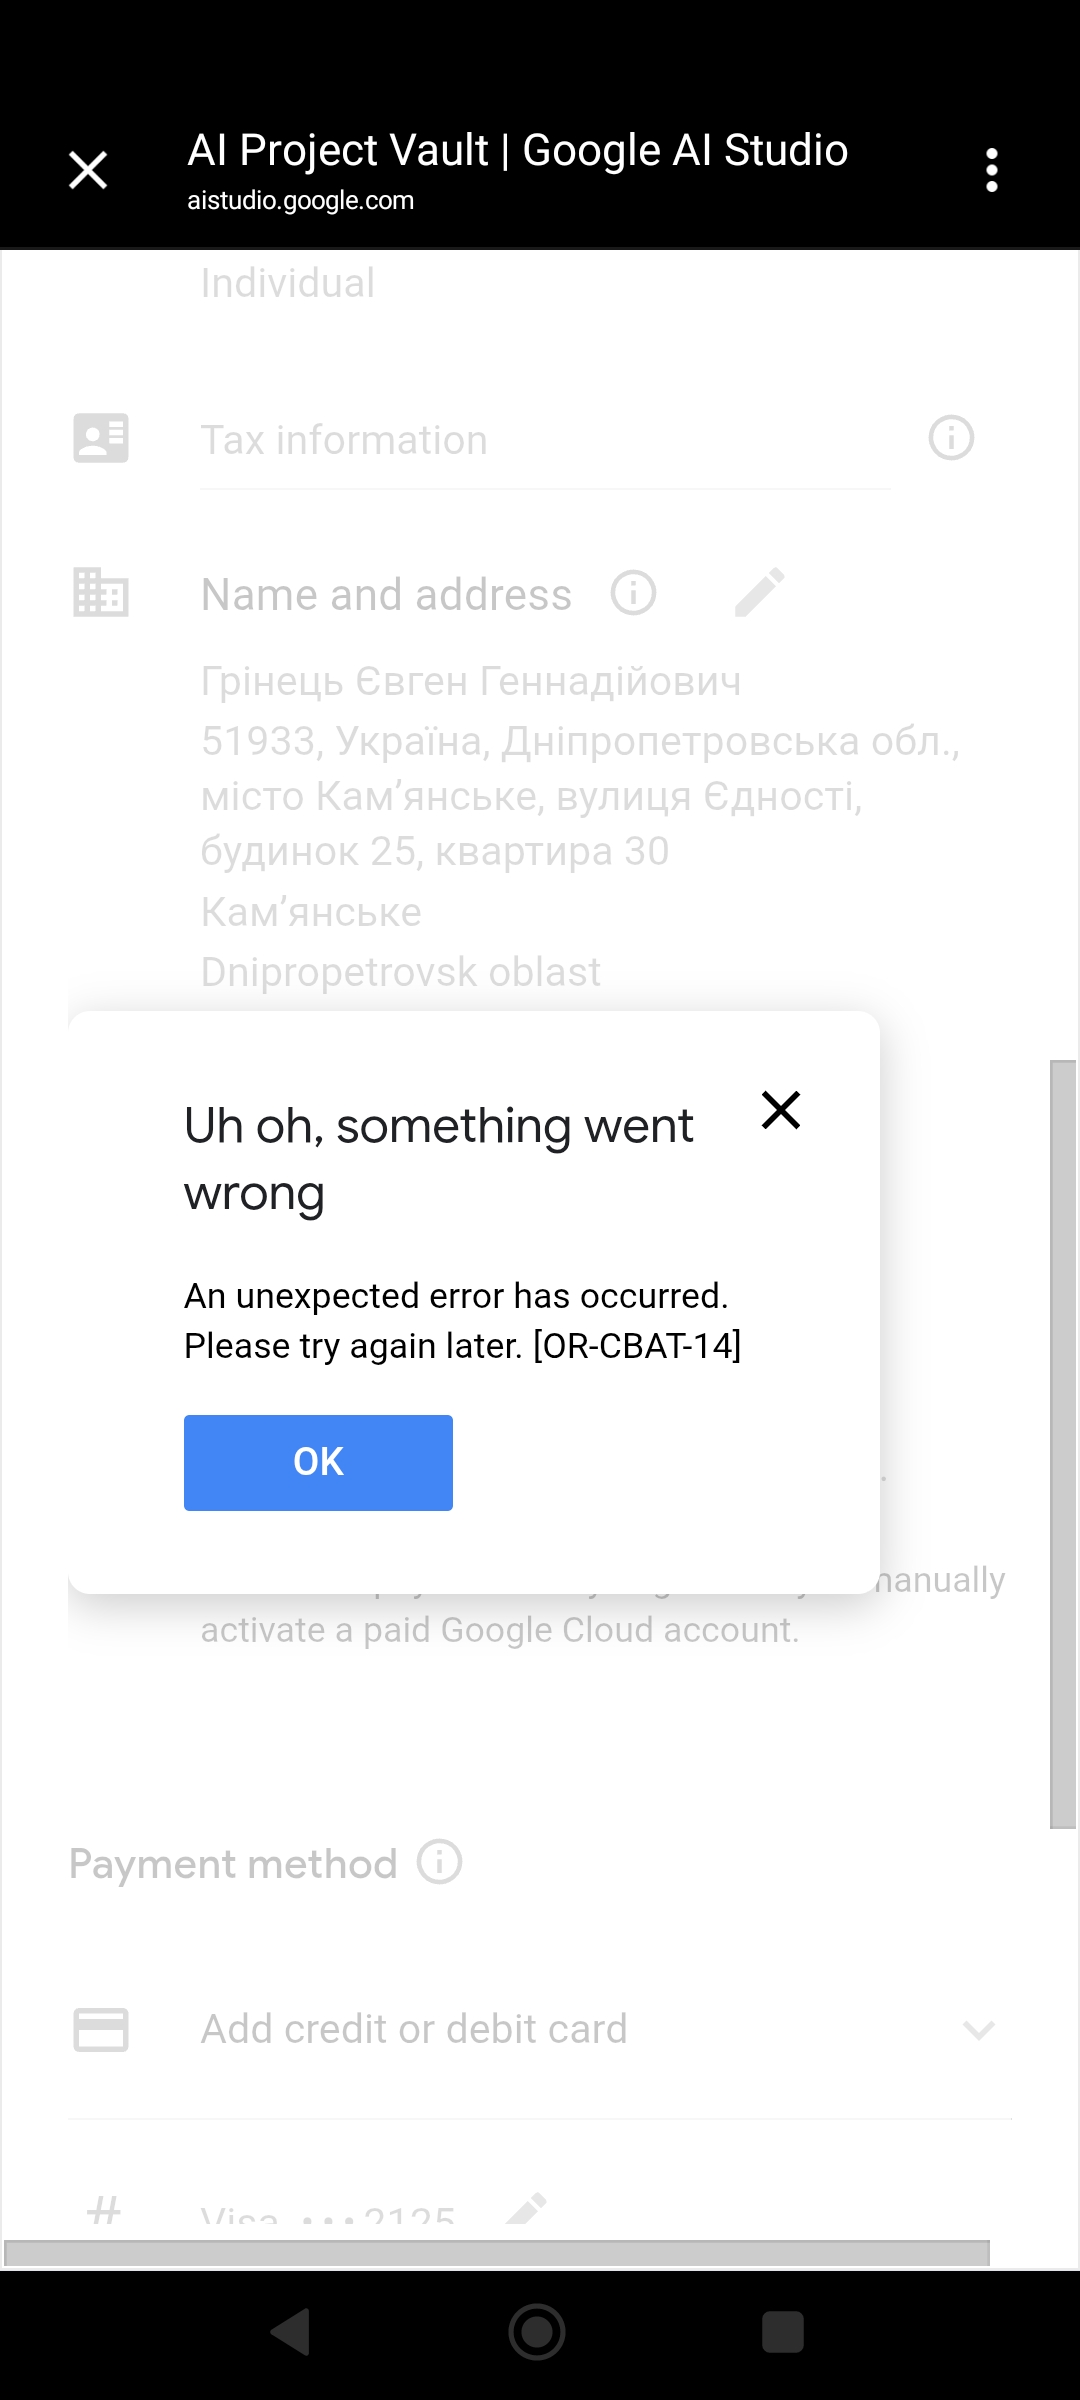 AI Project Vault | Google AI Studio
aistudio.google.com
Individual
Tax information
Name and address
Грінець Євген Геннадійович
51933, Україна, Дніпропетровська обл.,
місто Кам’янське, вулиця Єдності,
будинок 25, квартира 30
Кам’янське
Dnipropetrovsk oblast
Uh oh, something went
wrong
An unexpected error has occurred.
Please try again later. [OR-CBAT-14]
OK
manually
activate a paid Google Cloud account.
Payment method
Add credit or debit card
# Visa •••2125